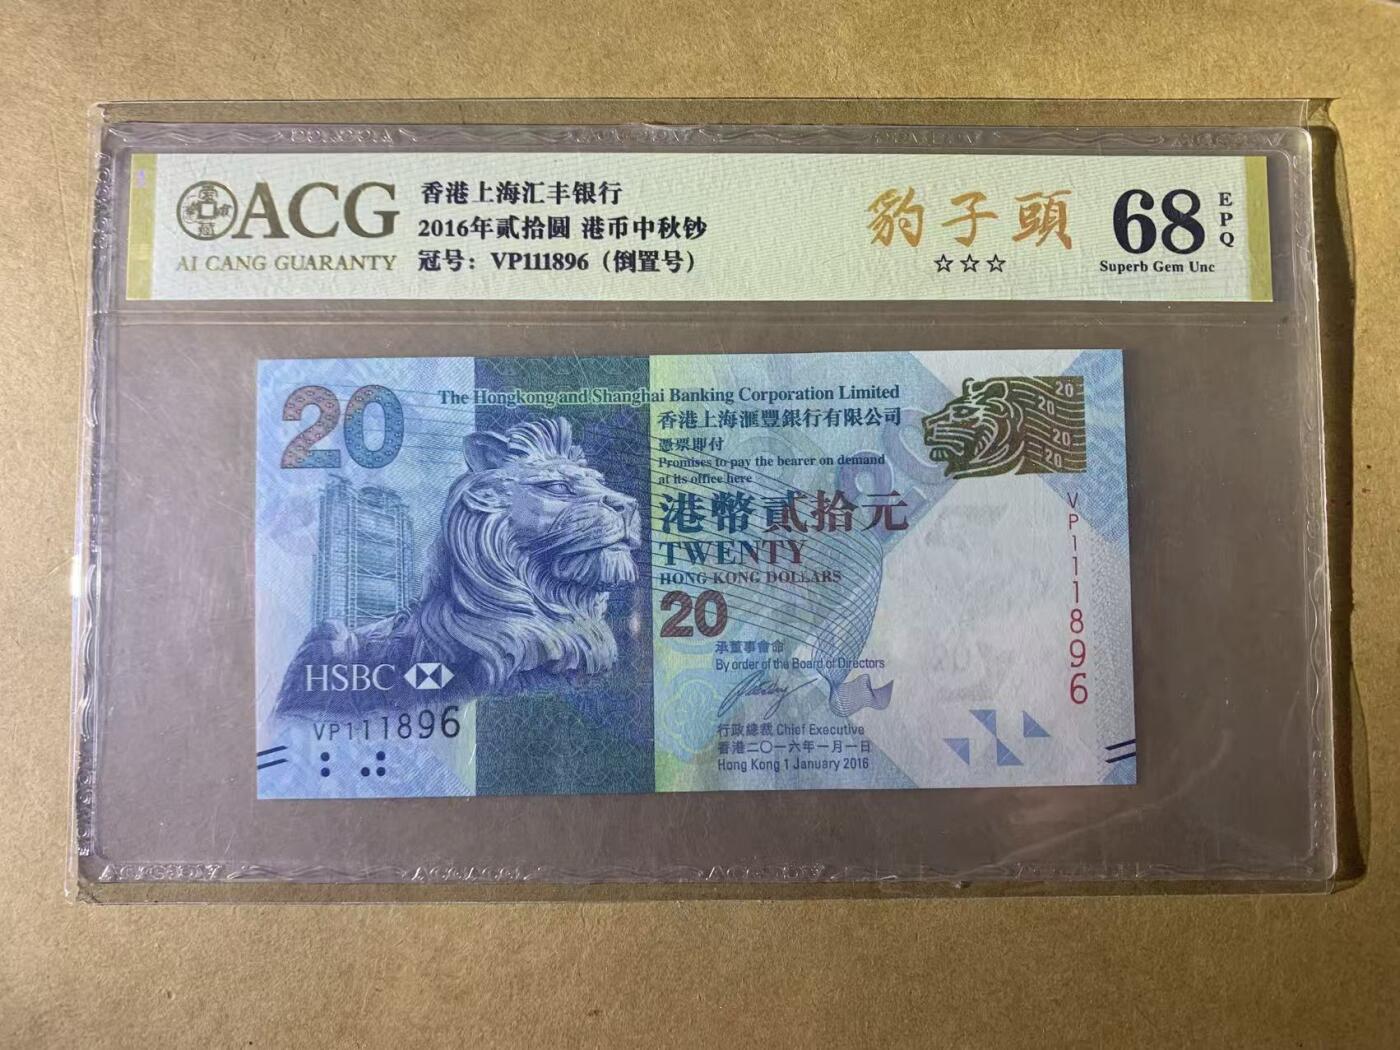 ACG
AI CANG GUARANTY
香港上海汇丰银行
2016年贰拾圆 港币中秋钞
冠号：VP111896（倒置号）
豹子頭
☆☆☆
68
EPQ
Superb Gem Unc
20
The Hongkong and Shanghai Banking Corporation Limited
香港上海滙豐銀行有限公司
憑票即付
Promises to pay the bearer on demand
at its office here
港幣貳拾元
TWENTY
HONG KONG DOLLARS
20
承董事會命
By order of the Board of Directors
行政總裁 Chief Executive
香港二〇一六年一月一日
Hong Kong 1 January 2016
HSBC
VP111896
20
20
20
20
VP111896